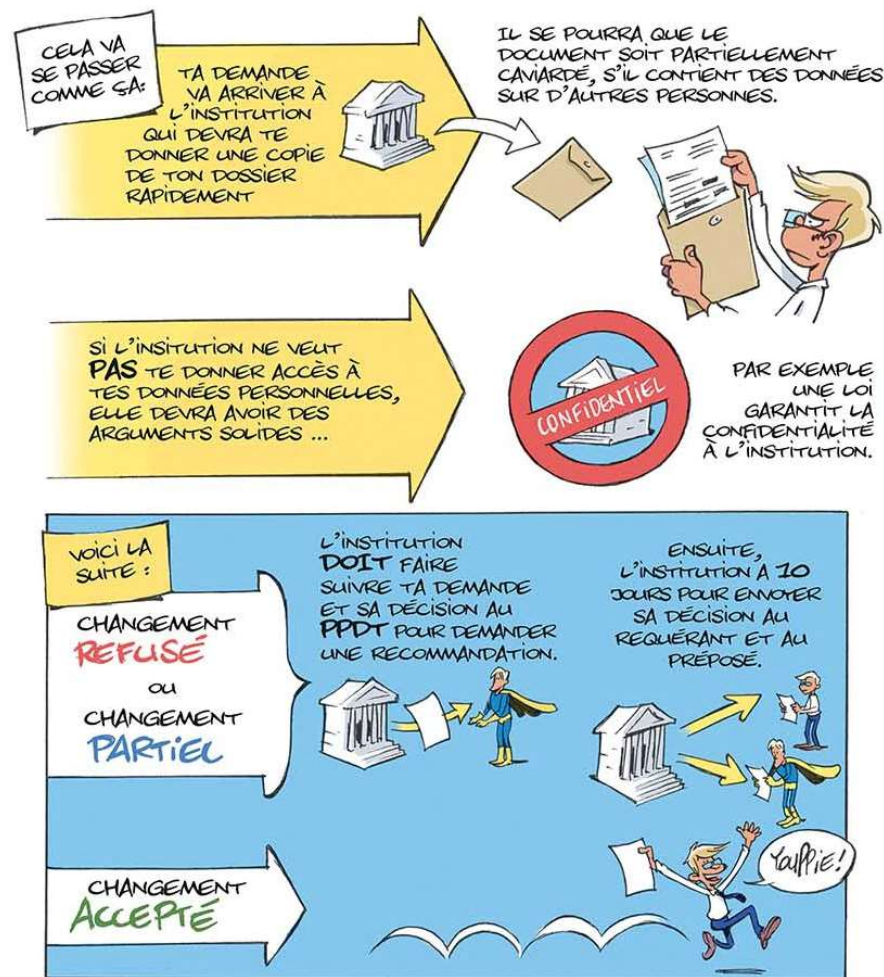 CELA VA
SE PASSER
COMME ÇA:
TA DEMANDE
VA ARRIVER À
L'INSTITUTION
QUI DEVRA TE
DONNER UNE COPIE
DE TON DOSSIER
RAPIDEMENT
IL SE POURRA QUE LE
DOCUMENT SOIT PARTIELLEMENT
CAVIARDÉ, S'IL CONTIENT DES DONNÉES
SUR D'AUTRES PERSONNES.
SI L'INSITUTION NE VEUT
PAS TE DONNER ACCÈS À
TES DONNÉES PERSONNELLES,
ELLE DEVRA AVOIR DES
ARGUMENTS SOLIDES ...
CONFIDENTIEL
PAR EXEMPLE
UNE LOI
GARANTIT LA
CONFIDENTIALITÉ
À L'INSTITUTION.
VOICI LA
SUITE :
CHANGEMENT
REFUSÉ
OU
CHANGEMENT
PARTIEL
L'INSTITUTION
DOIT FAIRE
SUIVRE TA DEMANDE
ET SA DÉCISION AU
PPDT POUR DEMANDER
UNE RECOMMANDATION.
ENSUITE,
L'INSTITUTION A 10
JOURS POUR ENVOYER
SA DÉCISION AU
REQUÉRANT ET AU
PRÉPOSÉ.
CHANGEMENT
ACCEPTÉ
YOUPPIE!